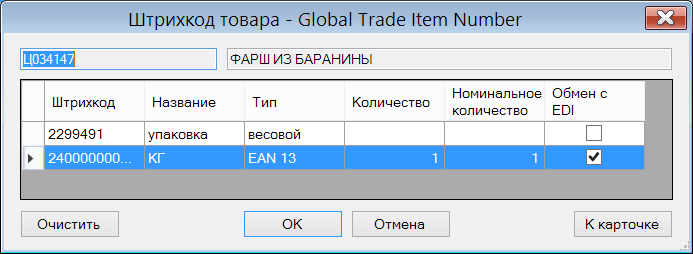 Штрихкод товара - Global Trade Item Number
Ц034147 ФАРШ ИЗ БАРАНИНЫ
Штрихкод Название Тип Количество Номинальное количество Обмен с EDI
2299491 упаковка весовой
240000000... КГ EAN 13 1 1
Очистить OK Отмена К карточке